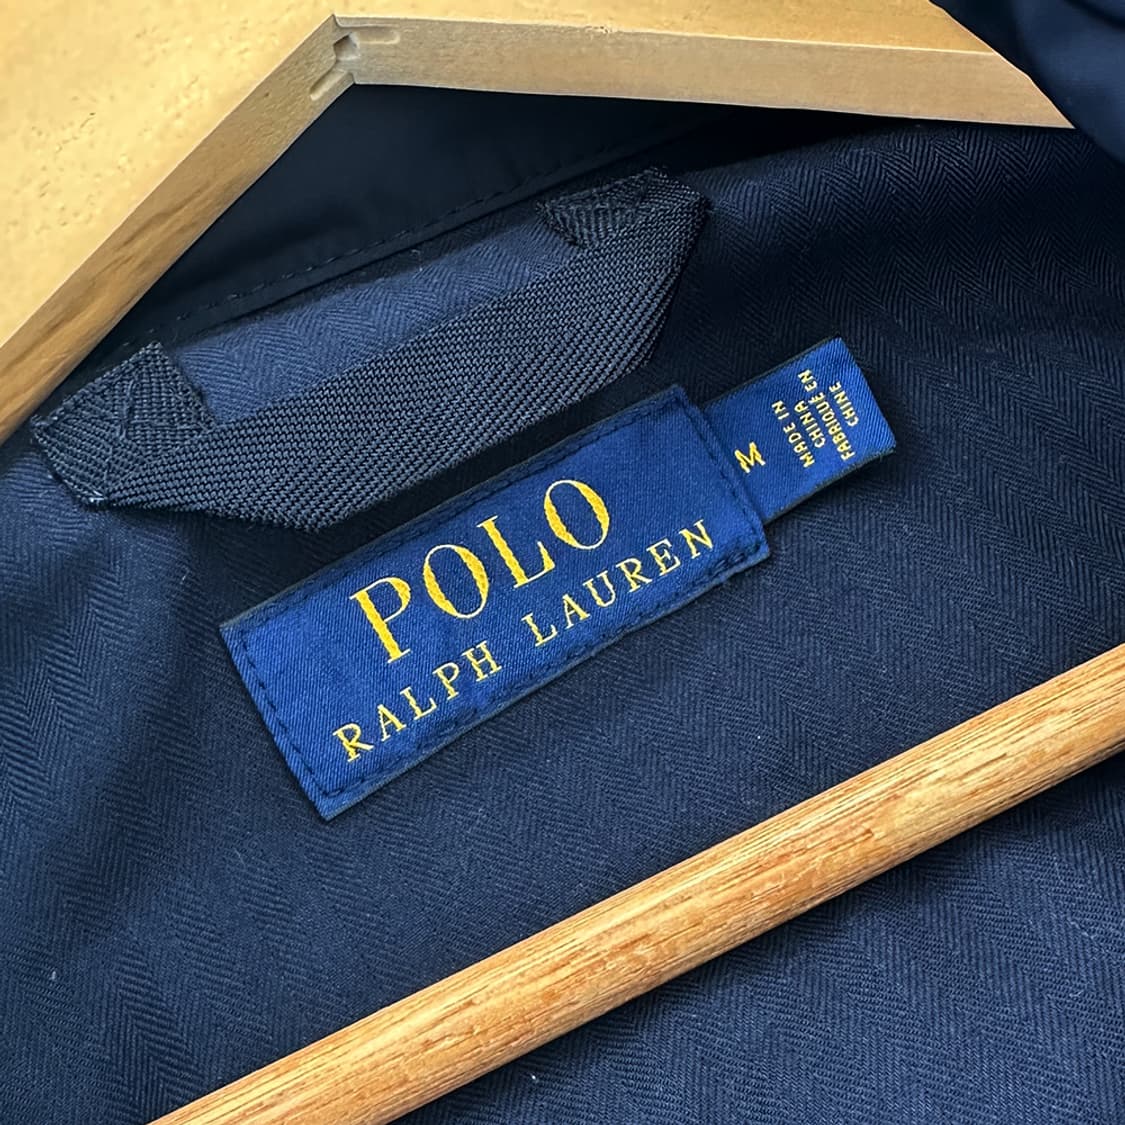 POLO
RALPH LAUREN
M
MADE IN
CHINA
FABRIQUÉ EN
CHINE